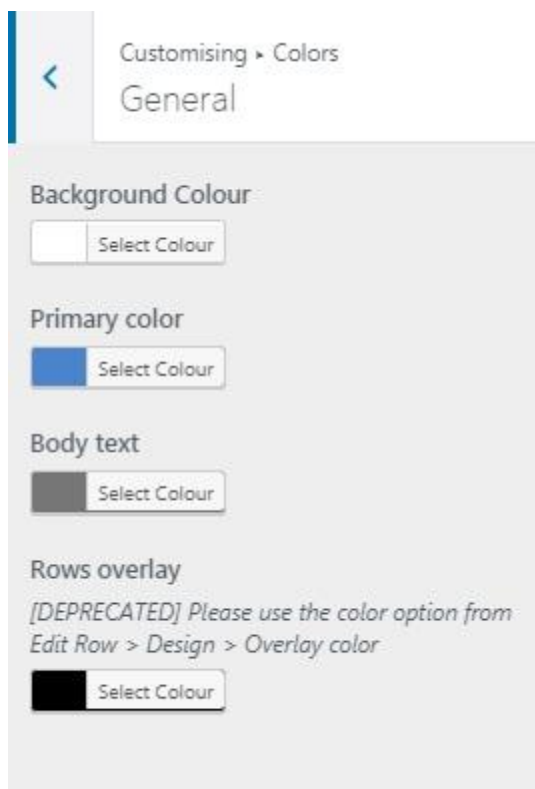 Customising ▸ Colors
General
Background Colour
Select Colour
Primary color
Select Colour
Body text
Select Colour
Rows overlay
[DEPRECATED] Please use the color option from
Edit Row > Design > Overlay color
Select Colour